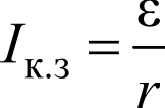 Iк.з = ε/r